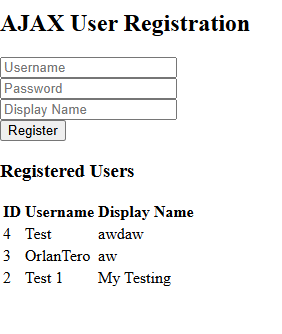 AJAX User Registration
Username
Password
Display Name
Register
Registered Users
ID Username Display Name
4 Test awdaw
3 OrlanTero aw
2 Test 1 My Testing